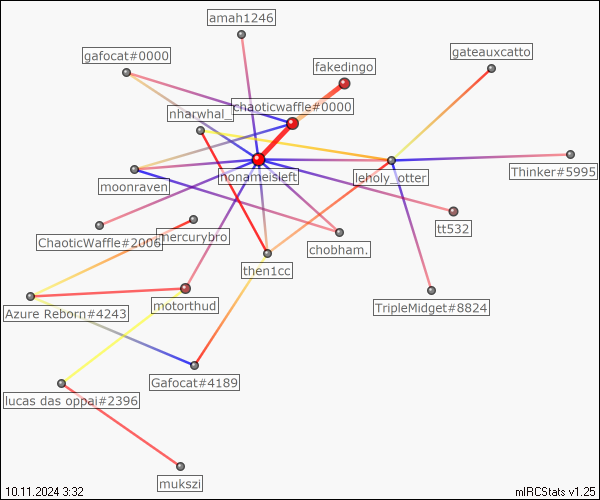 amah1246
gafocat#0000
gateauxcatto
fakedingo
chaoticwaffle#0000
nharwhal_
nonameisleft
leholy_otter
Thinker#5995
moonraven
tt532
ChaoticWaffle#2006
mercurybro
chobham.
then1cc
motorthud
TripleMidget#8824
Azure Reborn#4243
Gafocat#4189
lucas das oppai#2396
mukszi
10.11.2024 3:32
mIRCStats v1.25